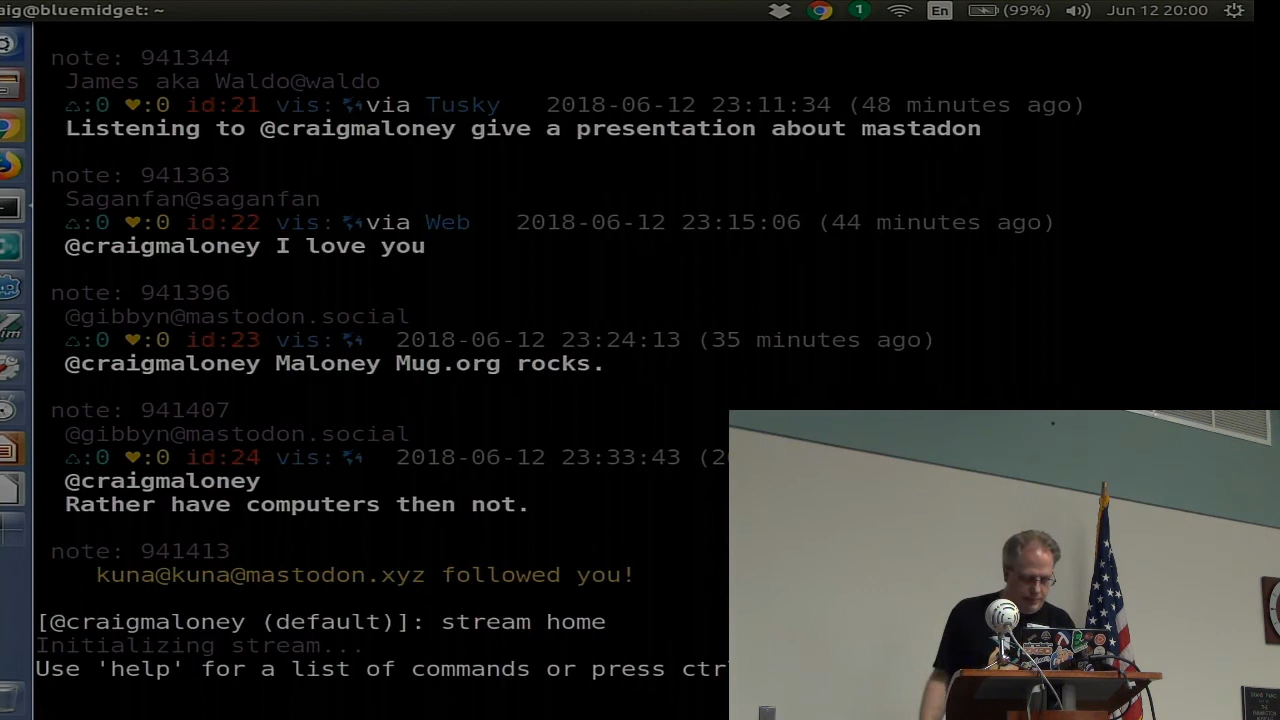 aig@bluemidget: ~
1 En (99%) Jun 12 20:00
note: 941344
James aka Waldo@waldo
:0 ♥:0 id:21 vis: via Tusky 2018-06-12 23:11:34 (48 minutes ago)
Listening to @craigmaloney give a presentation about mastadon
note: 941363
Saganfan@saganfan
:0 ♥:0 id:22 vis: via Web 2018-06-12 23:15:06 (44 minutes ago)
@craigmaloney I love you
note: 941396
@gibbyn@mastodon.social
:0 ♥:0 id:23 vis: 2018-06-12 23:24:13 (35 minutes ago)
@craigmaloney Maloney Mug.org rocks.
note: 941407
@gibbyn@mastodon.social
:0 ♥:0 id:24 vis: 2018-06-12 23:33:43 (2
@craigmaloney
Rather have computers then not.
note: 941413
kuna@kuna@mastodon.xyz followed you!
[@craigmaloney (default)]: stream home
Initializing stream...
Use 'help' for a list of commands or press ctr